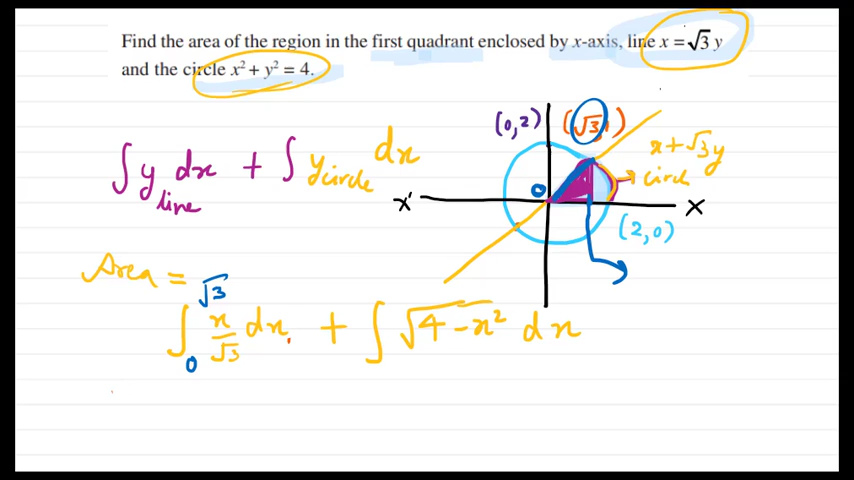 Find the area of the region in the first quadrant enclosed by x-axis, line x = √3 y
and the circle x² + y² = 4.
(0,2) (√3, )
∫ y line dx + ∫ y circle dx
x + √3y
→ circle
O
X' X
(2,0)
Area =
∫₀^√3 x/√3 dx. + ∫ √4-x² dx